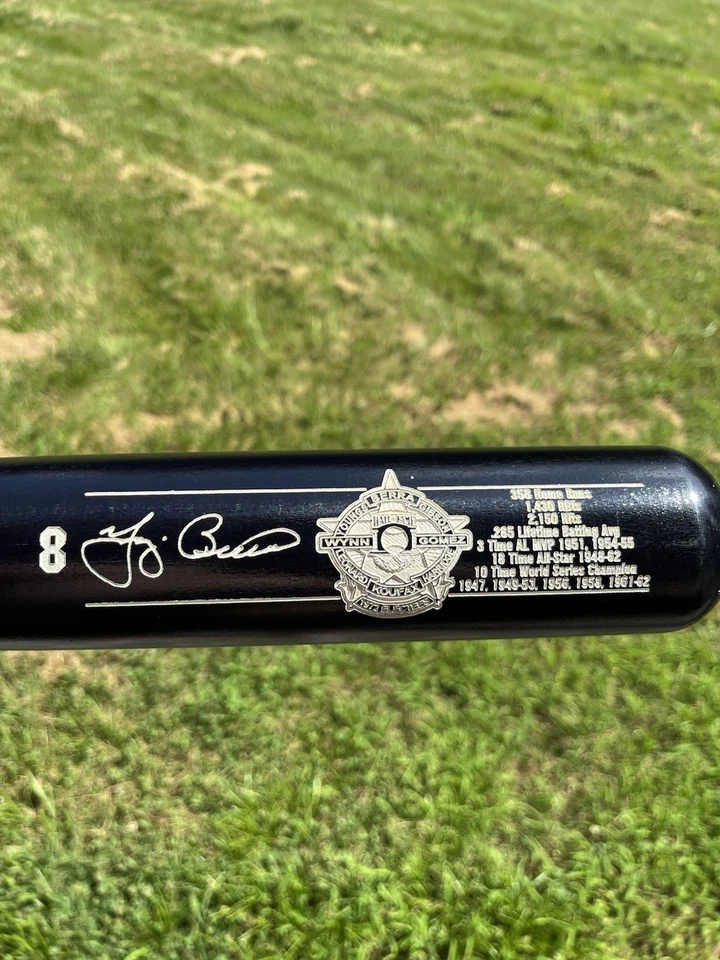 8
Yogi Berra
YOUNGS BERRA GIBSON
WYNN GOMEZ
LEONARD KOUFAX HARRIDGE
1972 INDUCTEES
358 Home Runs
1,430 RBIs
2,150 Hits
.285 Lifetime Batting Avg
3 Time AL MVP 1951, 1954-55
18 Time All-Star 1948-62
10 Time World Series Champion
1947, 1949-53, 1956, 1958, 1961-62